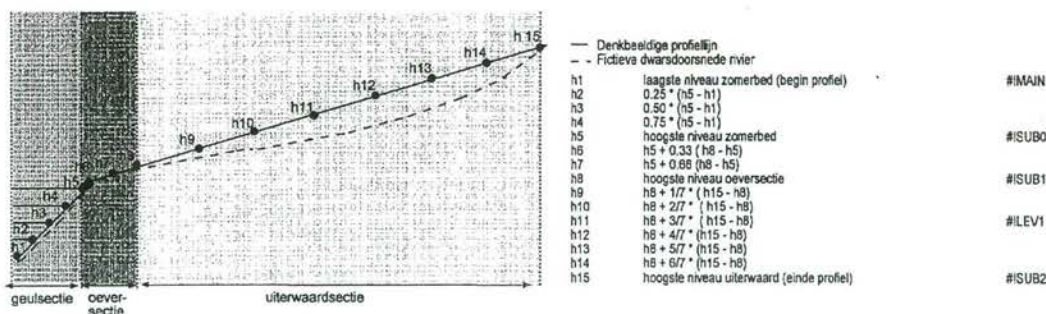 h 15
h14
h13
h12
h11
h10
h9
h7
h5
h4
h3
h2
h1
geulsectie
oever-
sectie
uiterwaardsectie
Denkbeeldige profiellijn
Fictieve dwarsdoorsnede rivier
h1 laagste niveau zomerbed (begin profiel) #IMAIN
h2 0.25 * (h5 - h1)
h3 0.50 * (h5 - h1)
h4 0.75 * (h5 - h1)
h5 hoogste niveau zomerbed #ISUB0
h6 h5 + 0.33 ( h8 - h5)
h7 h5 + 0.66 (h8 - h5)
h8 hoogste niveau oeversectie #ISUB1
h9 h8 + 1/7 * (h15 - h8)
h10 h8 + 2/7 * ( h15 - h8)
h11 h8 + 3/7 * ( h15 - h8) #ILEV1
h12 h8 + 4/7 * (h15 - h8)
h13 h8 + 5/7 * (h15 - h8)
h14 h8 + 6/7 * (h15 - h8)
h15 hoogste niveau uiterwaard (einde profiel) #ISUB2